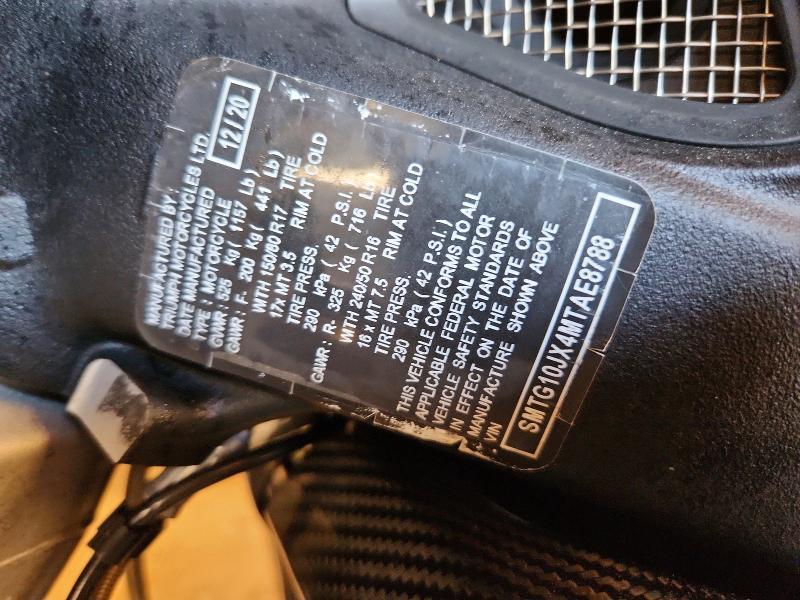 MANUFACTURED BY :
TRIUMPH MOTORCYCLES LTD.
DATE MANUFACTURED 12 / 20
TYPE : MOTORCYCLE
GVWR : 525 Kg ( 1157 Lb )
GAWR : F- 200 Kg ( 441 Lb )
WITH 150/80 R17 TIRE
17x MT 3.5 RIM AT COLD
TIRE PRESS.
290 kPa ( 42 P.S.I. )
GAWR : R- 325 Kg ( 716 Lb )
WITH 240/50 R16 TIRE
16 x MT 7.5 RIM AT COLD
TIRE PRESS.
290 kPa ( 42 P.S.I. )
THIS VEHICLE CONFORMS TO ALL
APPLICABLE FEDERAL MOTOR
VEHICLE SAFETY STANDARDS
IN EFFECT ON THE DATE OF
MANUFACTURE SHOWN ABOVE
VIN
SMTG10JX4MTAE8788